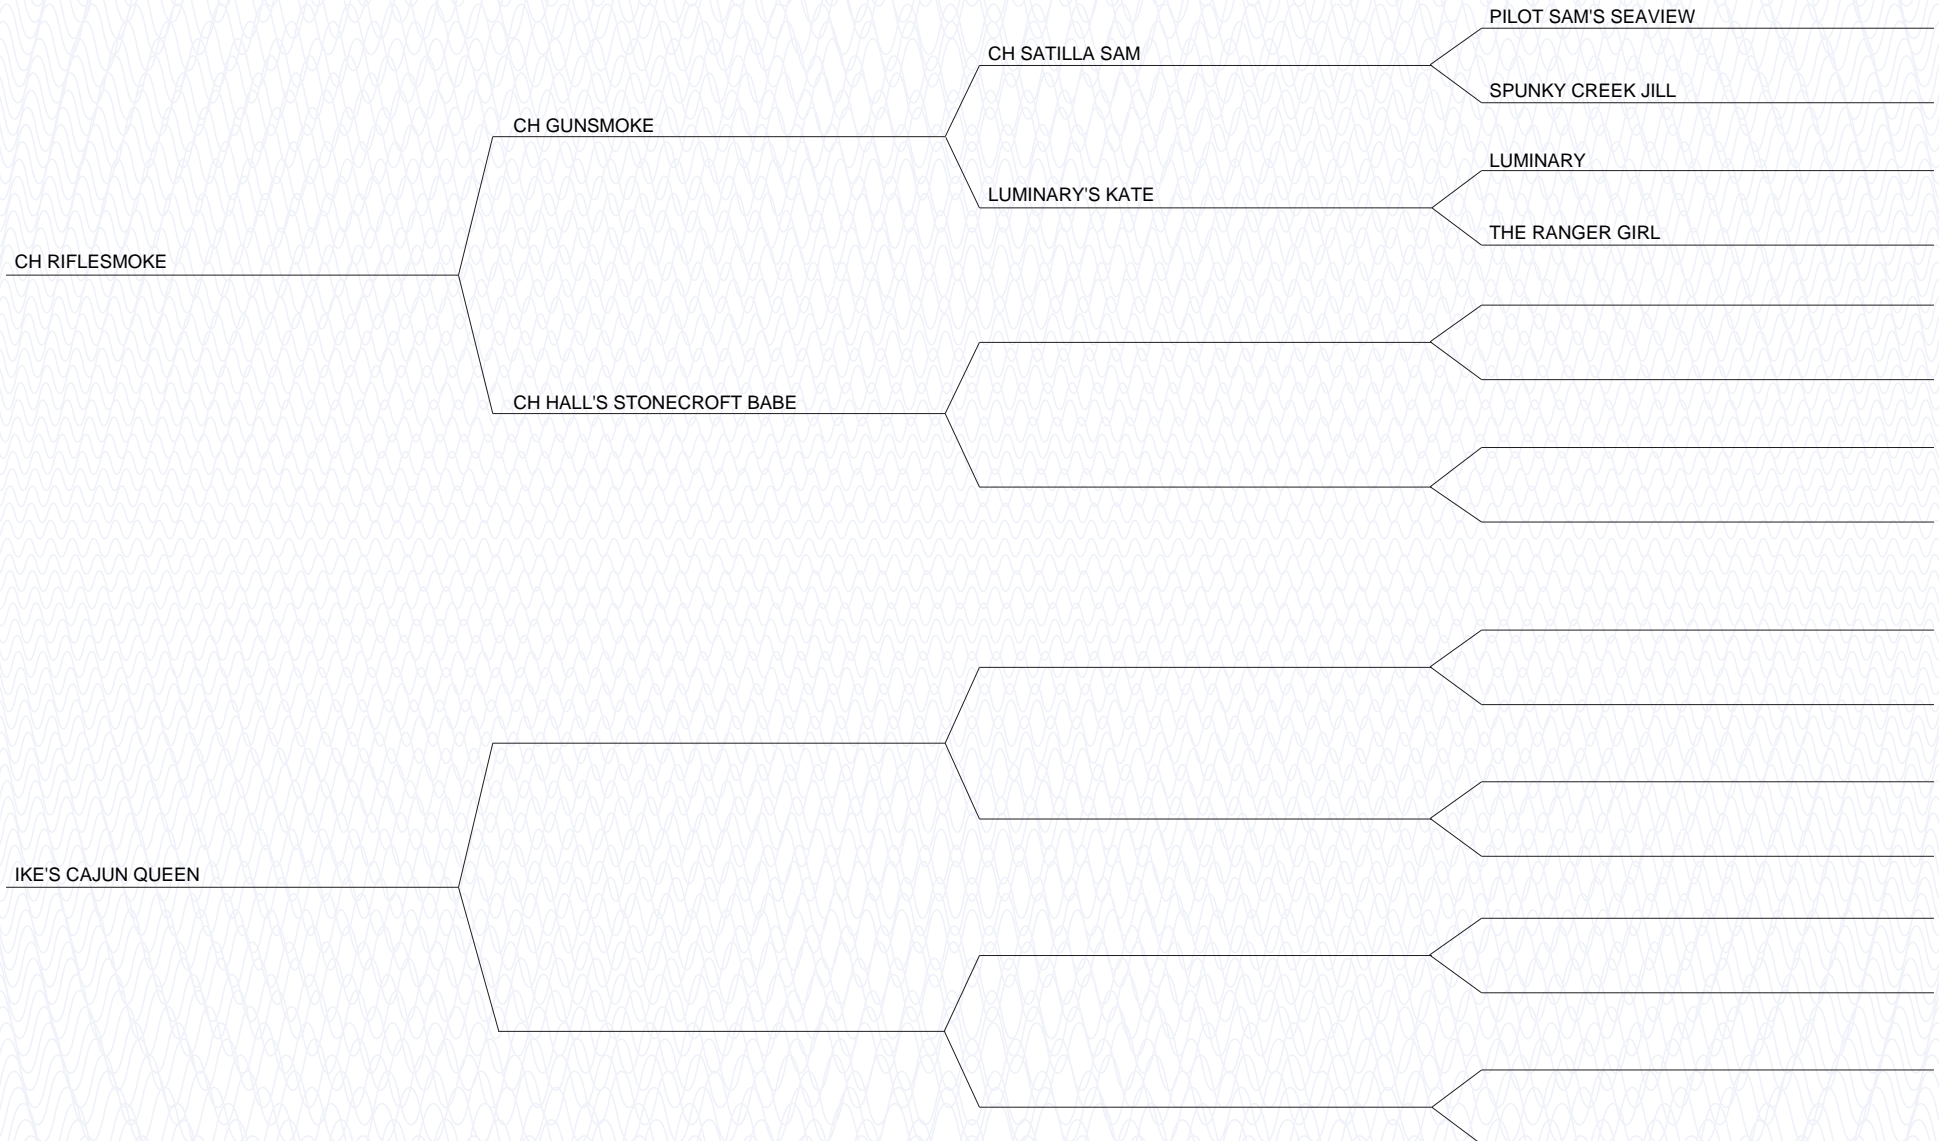 PILOT SAM'S SEAVIEW
CH SATILLA SAM
SPUNKY CREEK JILL
CH GUNSMOKE
LUMINARY
LUMINARY'S KATE
THE RANGER GIRL
CH RIFLESMOKE
CH HALL'S STONECROFT BABE
IKE'S CAJUN QUEEN